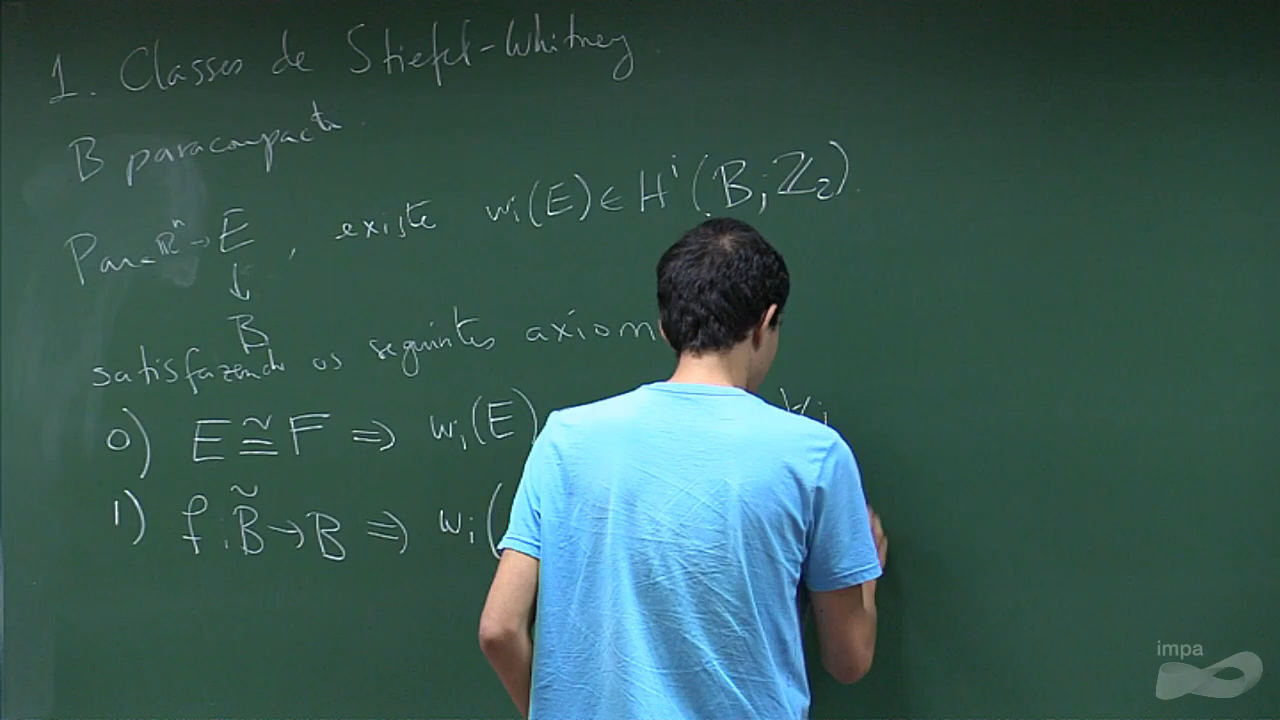 1. Classes de Stiefel-Whitney.
B paracompacto.
Para ℝⁿ → E, existe wᵢ(E) ∈ Hⁱ(B; ℤ₂).
↓
B
satisfazendo os seguintes axiom
0) E ≅ F ⇒ wᵢ(E) ∀i
1) f: B̃ → B ⇒ wᵢ(
impa